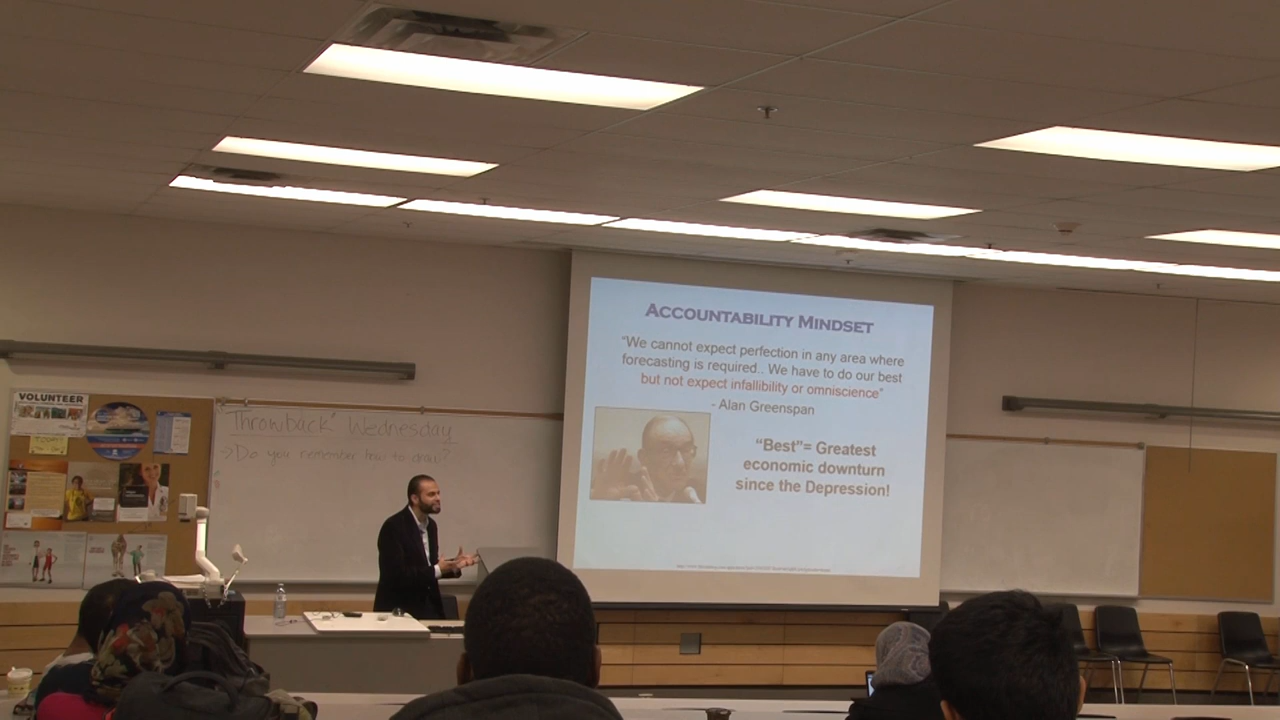 ACCOUNTABILITY MINDSET
"We cannot expect perfection in any area where
forecasting is required.. We have to do our best
but not expect infallibility or omniscience"
- Alan Greenspan
"Best"= Greatest
economic downturn
since the Depression!
VOLUNTEER
Throwback' Wednesday
→Do you remember how to draw?